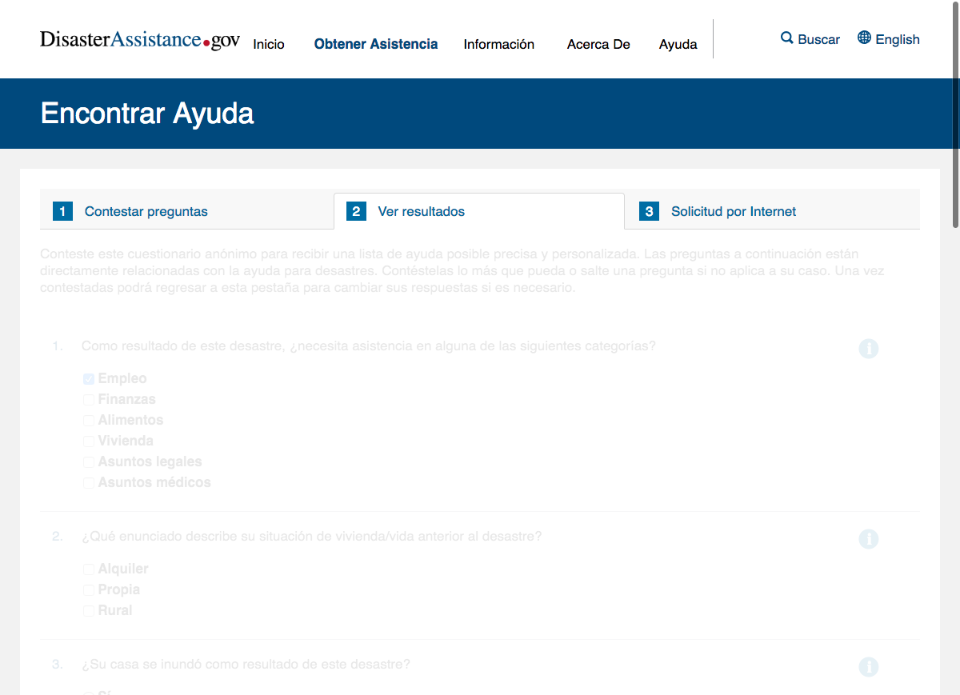 DisasterAssistance.gov
Inicio
Obtener Asistencia
Información
Acerca De
Ayuda
Buscar
English
Encontrar Ayuda
1 Contestar preguntas
2 Ver resultados
3 Solicitud por Internet
Conteste este cuestionario anónimo para recibir una lista de ayuda posible precisa y personalizada. Las preguntas a continuación están
directamente relacionadas con la ayuda para desastres. Contéstelas lo más que pueda o salte una pregunta si no aplica a su caso. Una vez
contestadas podrá regresar a esta pestaña para cambiar sus respuestas si es necesario.
1. Como resultado de este desastre, ¿necesita asistencia en alguna de las siguientes categorías?
Empleo
Finanzas
Alimentos
Vivienda
Asuntos legales
Asuntos médicos
2. ¿Qué enunciado describe su situación de vivienda/vida anterior al desastre?
Alquiler
Propia
Rural
3. ¿Su casa se inundó como resultado de este desastre?
Sí